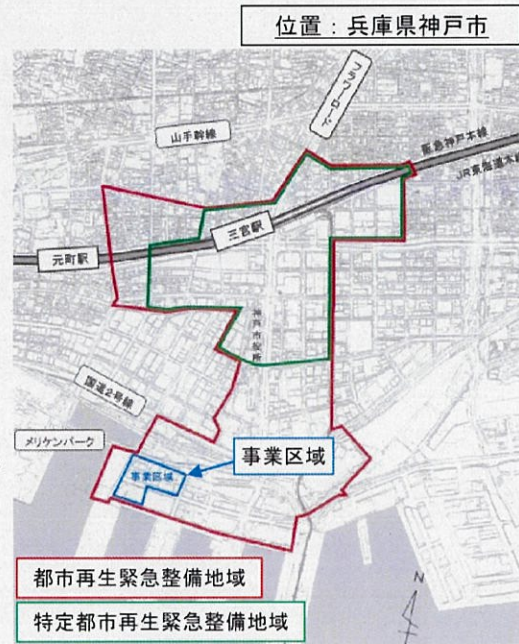 位置：兵庫県神戸市
フラワーロード
山手幹線
阪急神戸本線
JR東海道本線
三宮駅
元町駅
神戸市役所
国道2号線
メリケンパーク
事業区域
事業区域
都市再生緊急整備地域
特定都市再生緊急整備地域
N